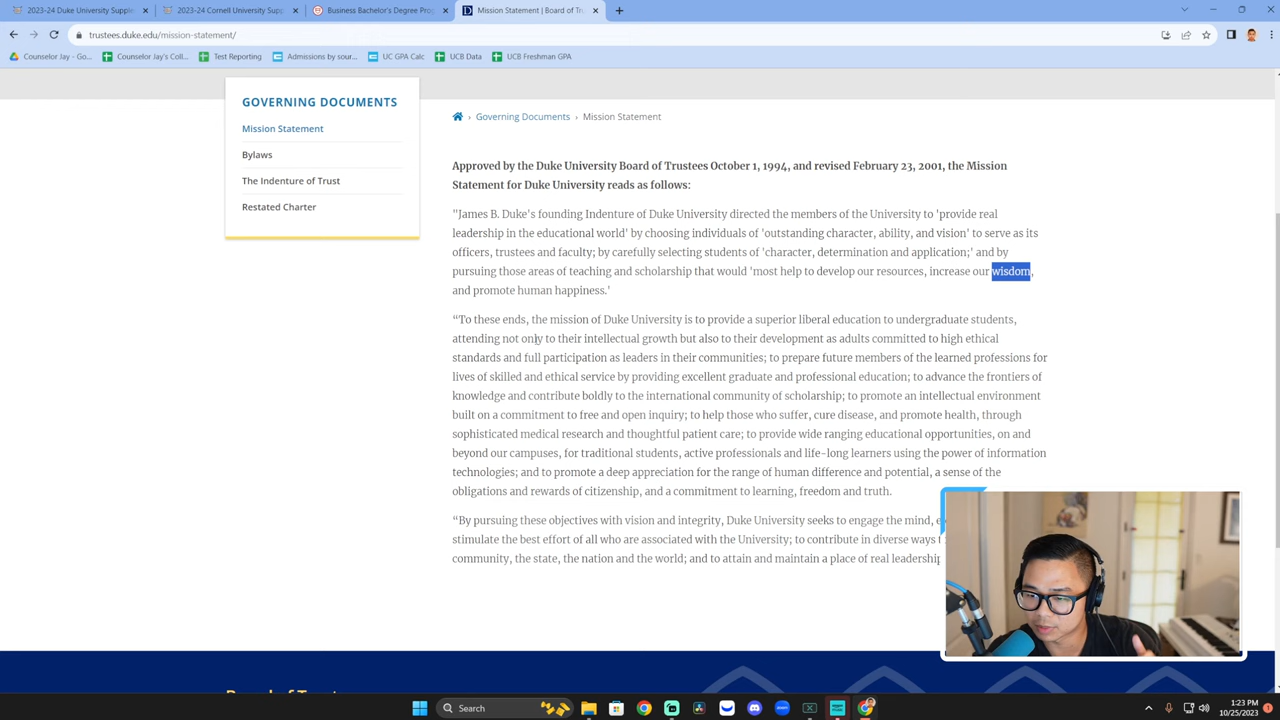 2023-24 Duke University Supple
2023-24 Cornell University Supp
Business Bachelor's Degree Prog
Mission Statement | Board of Tru
trustees.duke.edu/mission-statement/
Counselor Jay - Go...
Counselor Jay's Coll...
Test Reporting
Admissions by sour...
UC GPA Calc
UCB Data
UCB Freshman GPA
GOVERNING DOCUMENTS
Mission Statement
Bylaws
The Indenture of Trust
Restated Charter
› Governing Documents › Mission Statement
Approved by the Duke University Board of Trustees October 1, 1994, and revised February 23, 2001, the Mission
Statement for Duke University reads as follows:
"James B. Duke's founding Indenture of Duke University directed the members of the University to 'provide real
leadership in the educational world' by choosing individuals of 'outstanding character, ability, and vision' to serve as its
officers, trustees and faculty; by carefully selecting students of 'character, determination and application;' and by
pursuing those areas of teaching and scholarship that would 'most help to develop our resources, increase our wisdom,
and promote human happiness.'
“To these ends, the mission of Duke University is to provide a superior liberal education to undergraduate students,
attending not only to their intellectual growth but also to their development as adults committed to high ethical
standards and full participation as leaders in their communities; to prepare future members of the learned professions for
lives of skilled and ethical service by providing excellent graduate and professional education; to advance the frontiers of
knowledge and contribute boldly to the international community of scholarship; to promote an intellectual environment
built on a commitment to free and open inquiry; to help those who suffer, cure disease, and promote health, through
sophisticated medical research and thoughtful patient care; to provide wide ranging educational opportunities, on and
beyond our campuses, for traditional students, active professionals and life-long learners using the power of information
technologies; and to promote a deep appreciation for the range of human difference and potential, a sense of the
obligations and rewards of citizenship, and a commitment to learning, freedom and truth.
“By pursuing these objectives with vision and integrity, Duke University seeks to engage the mind,
stimulate the best effort of all who are associated with the University; to contribute in diverse ways
community, the state, the nation and the world; and to attain and maintain a place of real leadership
Search
1:23 PM
10/25/2023